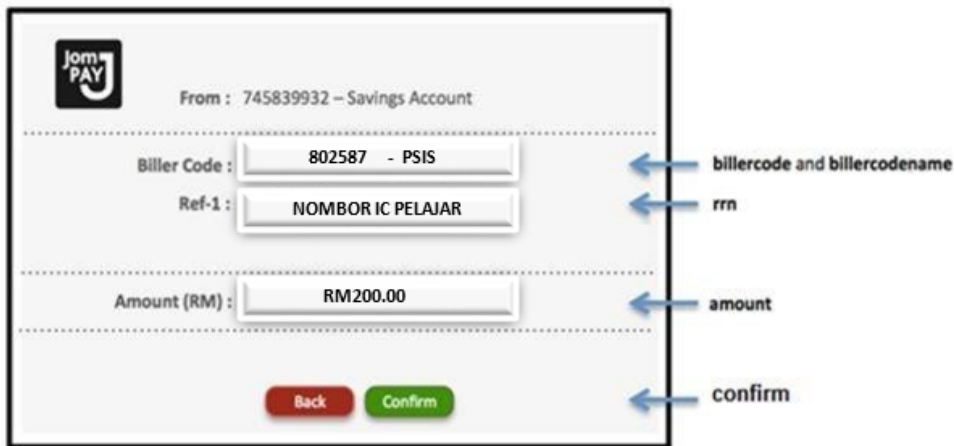 Jom
PAY
From : 745839932 – Savings Account
Biller Code : 802587 - PSIS
billercode and billercodename
Ref-1 : NOMBOR IC PELAJAR
rrn
Amount (RM) : RM200.00
amount
Back Confirm
confirm